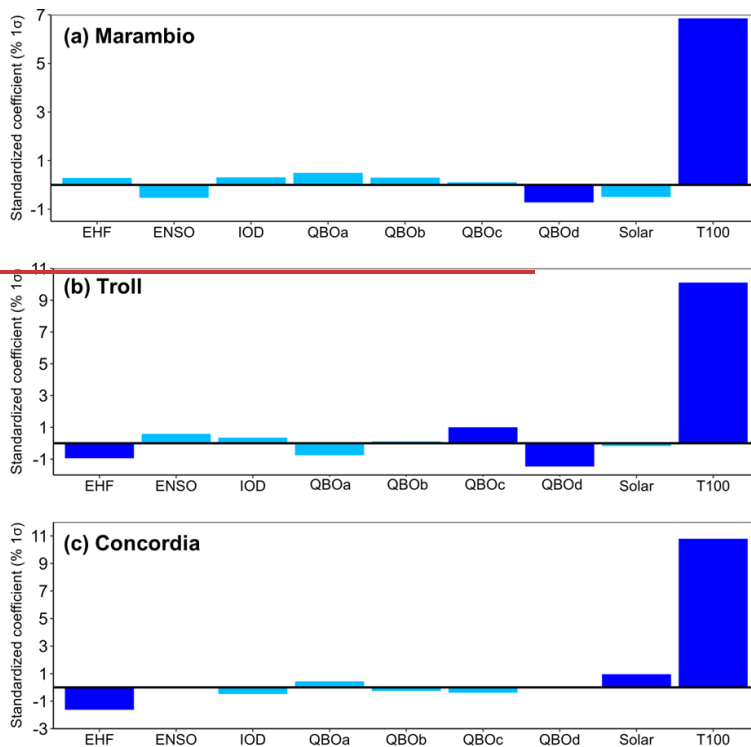 (a) Marambio
Standardized coefficient (% 1σ)
7
5
3
1
-1
EHF ENSO IOD QBOa QBOb QBOc QBOd Solar T100
(b) Troll
Standardized coefficient (% 1σ)
11
9
7
5
3
1
-1
EHF ENSO IOD QBOa QBOb QBOc QBOd Solar T100
(c) Concordia
Standardized coefficient (% 1σ)
11
9
7
5
3
1
-1
-3
EHF ENSO IOD QBOa QBOb QBOc QBOd Solar T100